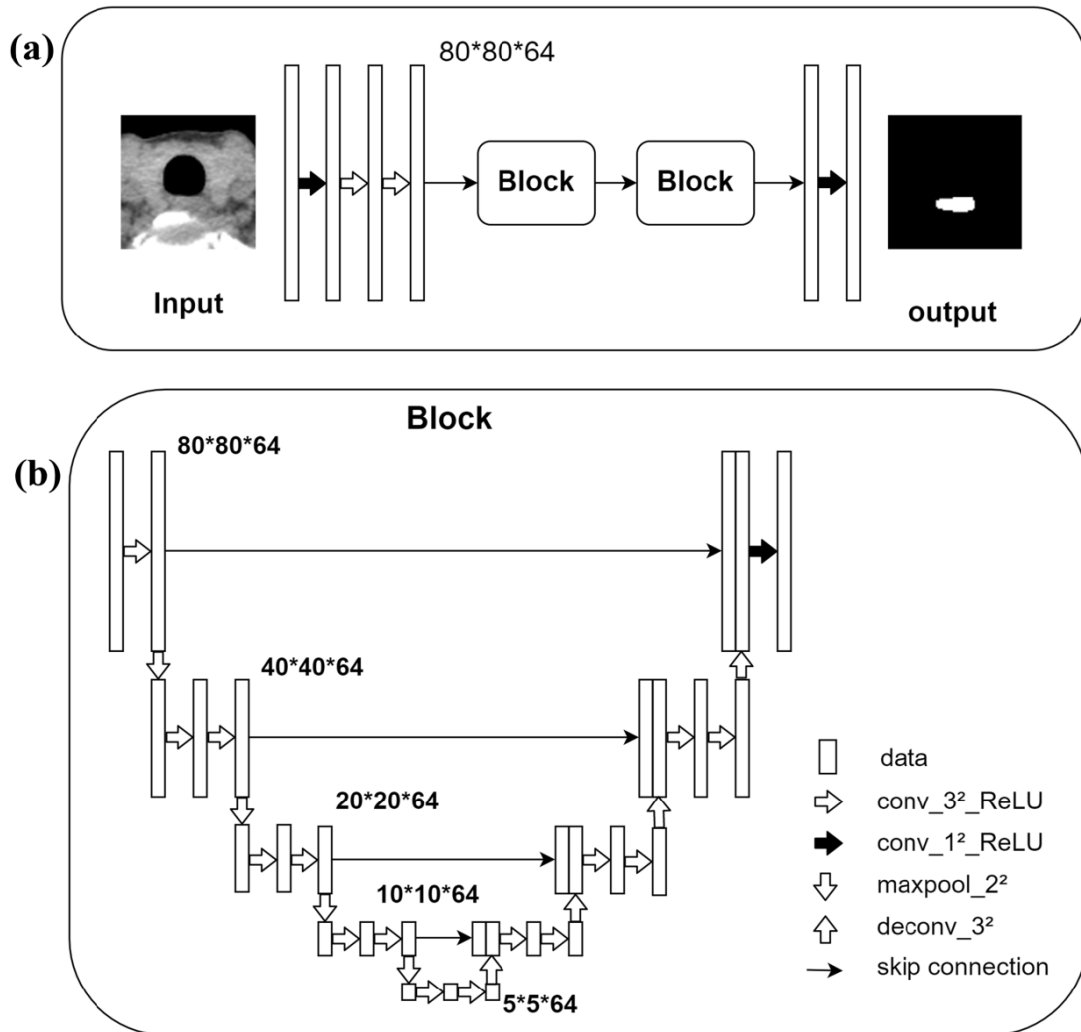 (a)
80*80*64
Block
Block
Input
output
Block
80*80*64
(b)
40*40*64
20*20*64
10*10*64
5*5*64
data
conv_3²_ReLU
conv_1²_ReLU
maxpool_2²
deconv_3²
skip connection